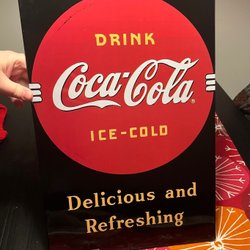 DRINK
Coca-Cola
ICE-COLD
Delicious and
Refreshing